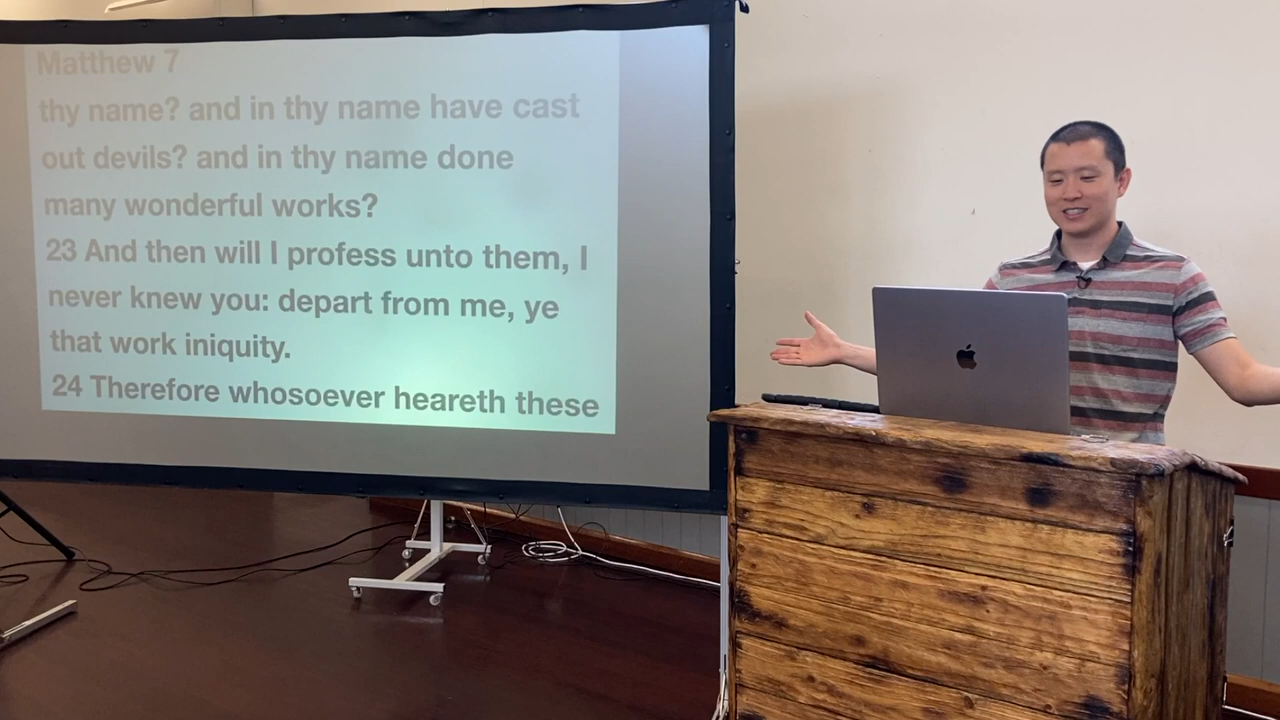 Matthew 7
thy name? and in thy name have cast
out devils? and in thy name done
many wonderful works?
23 And then will I profess unto them, I
never knew you: depart from me, ye
that work iniquity.
24 Therefore whosoever heareth these